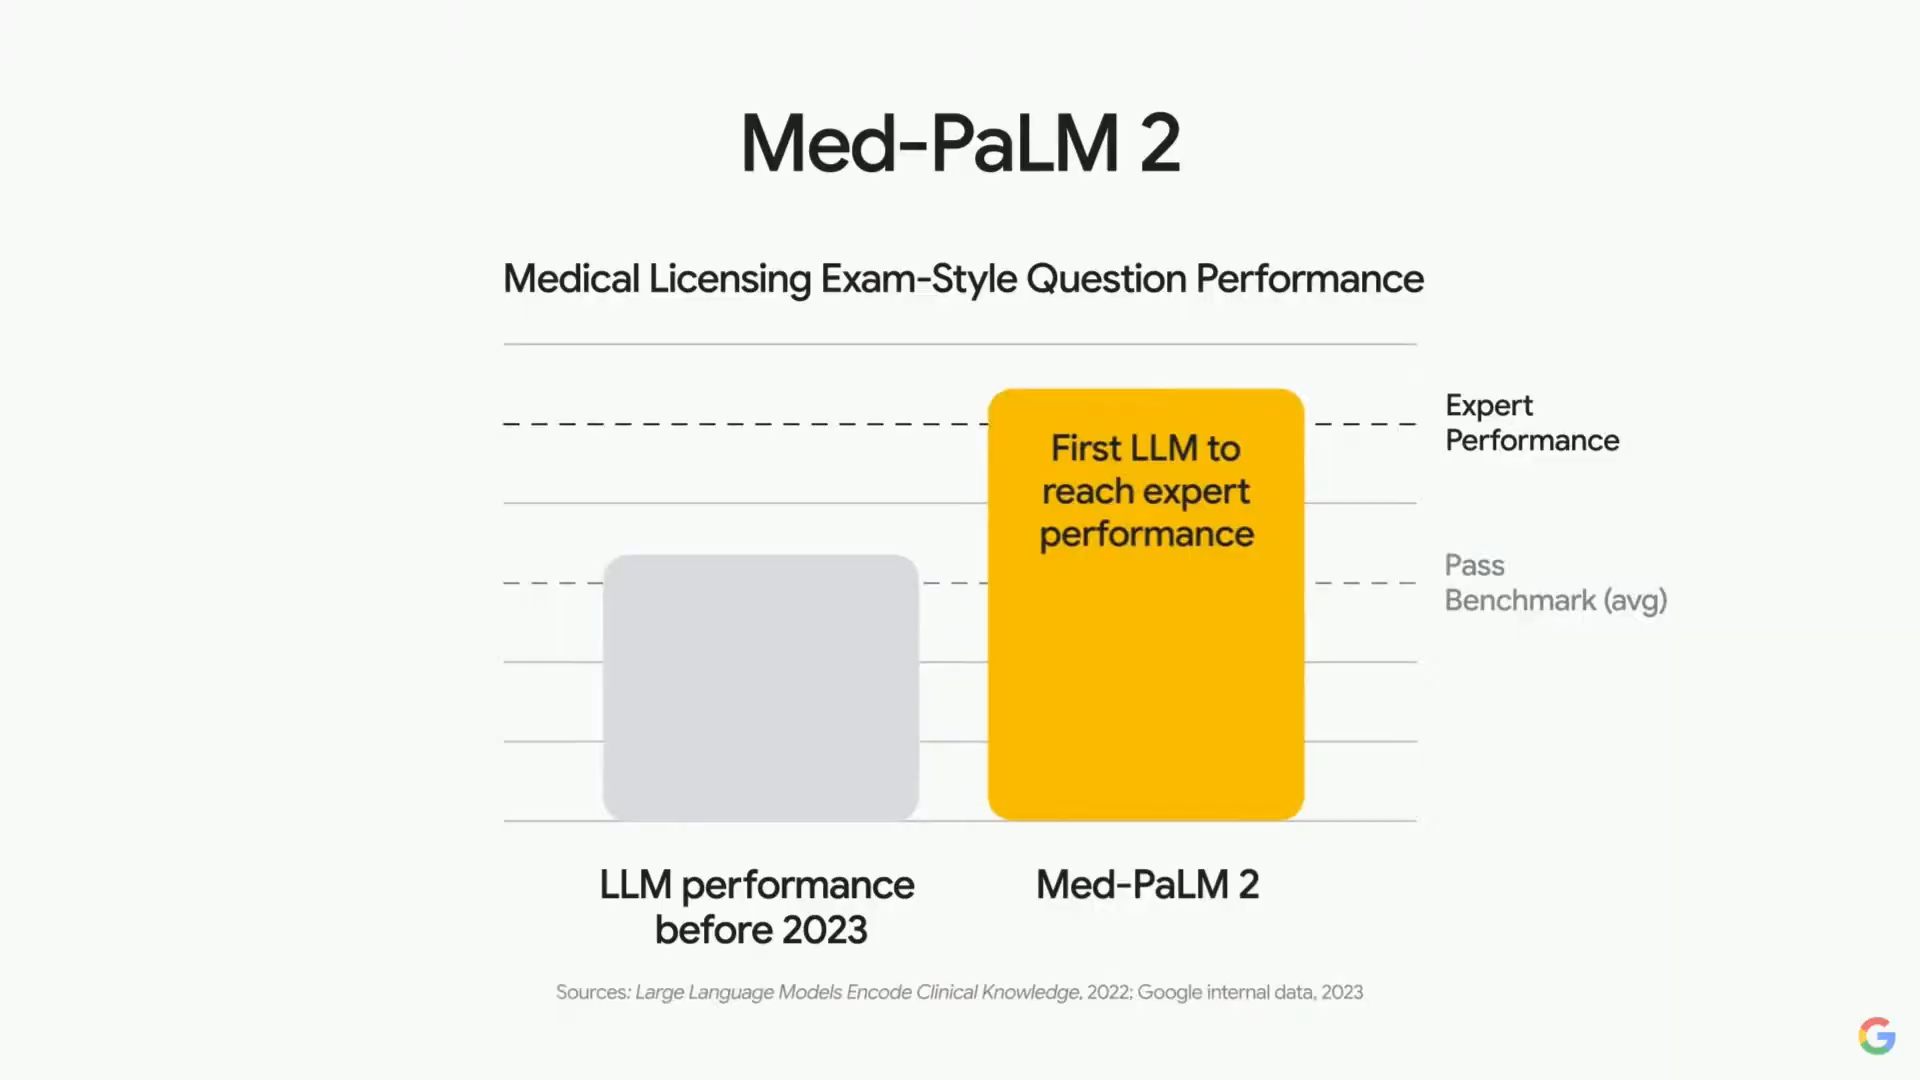 Med-PaLM 2
Medical Licensing Exam-Style Question Performance
Expert
Performance
First LLM to
reach expert
performance
Pass
Benchmark (avg)
LLM performance
before 2023
Med-PaLM 2
Sources: Large Language Models Encode Clinical Knowledge, 2022; Google internal data, 2023